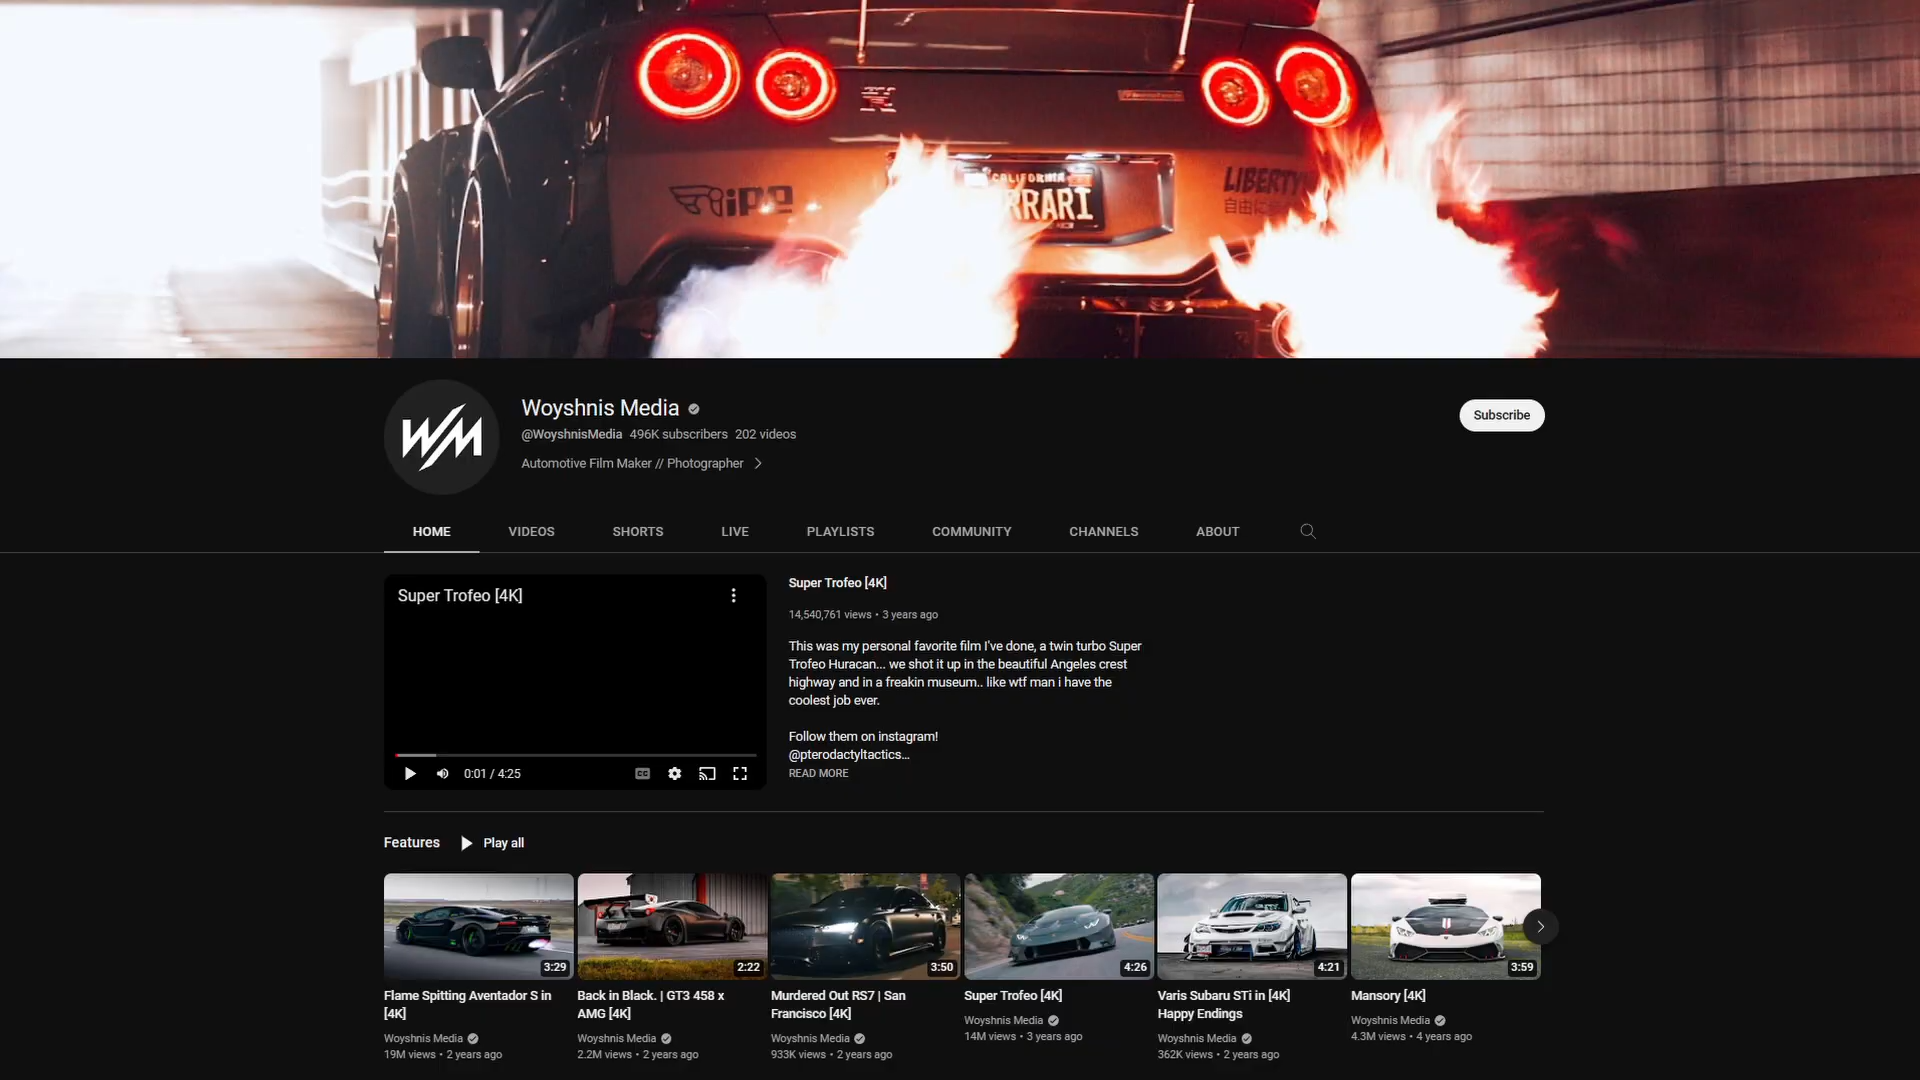 CALIFORNIA
RRARI
LIBERTY
WM
Woyshnis Media
Subscribe
@WoyshnisMedia 496K subscribers 202 videos
Automotive Film Maker // Photographer
HOME VIDEOS SHORTS LIVE PLAYLISTS COMMUNITY CHANNELS ABOUT
Super Trofeo [4K]
0:01 / 4:25
Super Trofeo [4K]
14,540,761 views • 3 years ago
This was my personal favorite film I've done, a twin turbo Super
Trofeo Huracan... we shot it up in the beautiful Angeles crest
highway and in a freakin museum.. like wtf man i have the
coolest job ever.
Follow them on instagram!
@pterodactyltactics...
READ MORE
Features Play all
3:29
Flame Spitting Aventador S in
[4K]
Woyshnis Media
19M views • 2 years ago
2:22
Back in Black. | GT3 458 x
AMG [4K]
Woyshnis Media
2.2M views • 2 years ago
3:50
Murdered Out RS7 | San
Francisco [4K]
Woyshnis Media
933K views • 2 years ago
4:26
Super Trofeo [4K]
Woyshnis Media
14M views • 3 years ago
4:21
Varis Subaru STi in [4K]
Happy Endings
Woyshnis Media
362K views • 2 years ago
3:59
Mansory [4K]
Woyshnis Media
4.3M views • 4 years ago